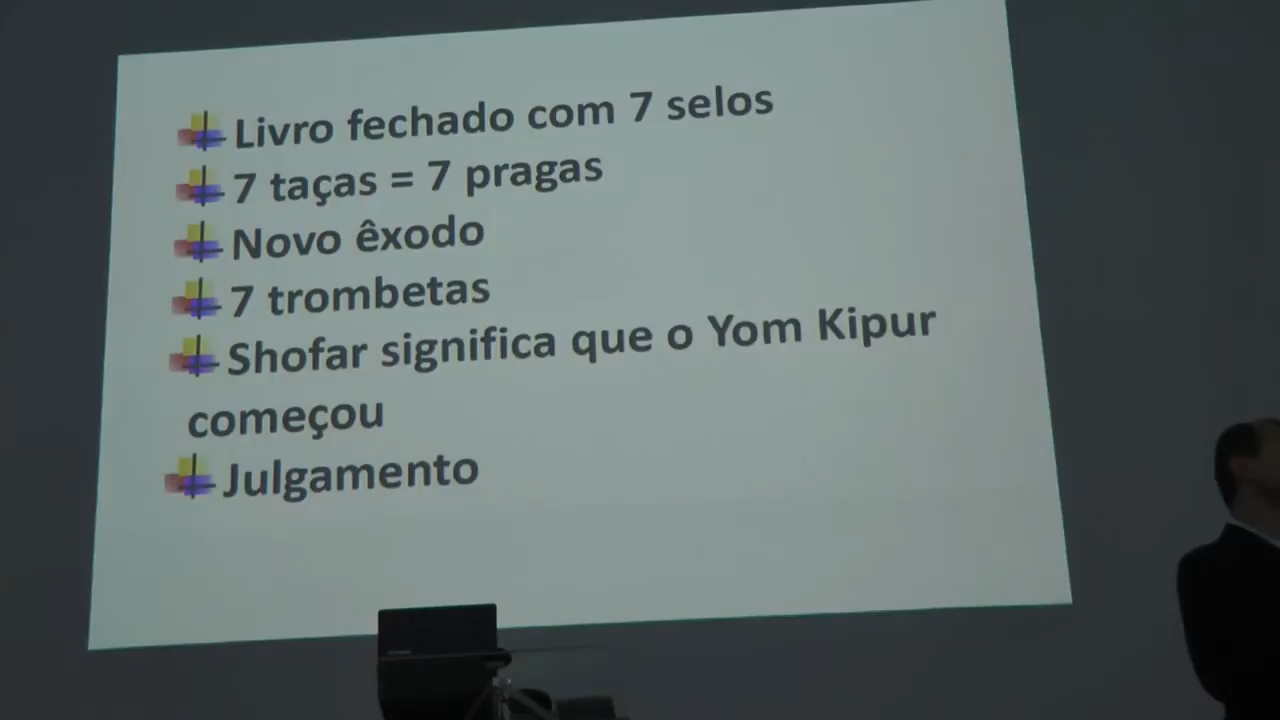 Livro fechado com 7 selos
7 taças = 7 pragas
Novo êxodo
7 trombetas
Shofar significa que o Yom Kipur
começou
Julgamento